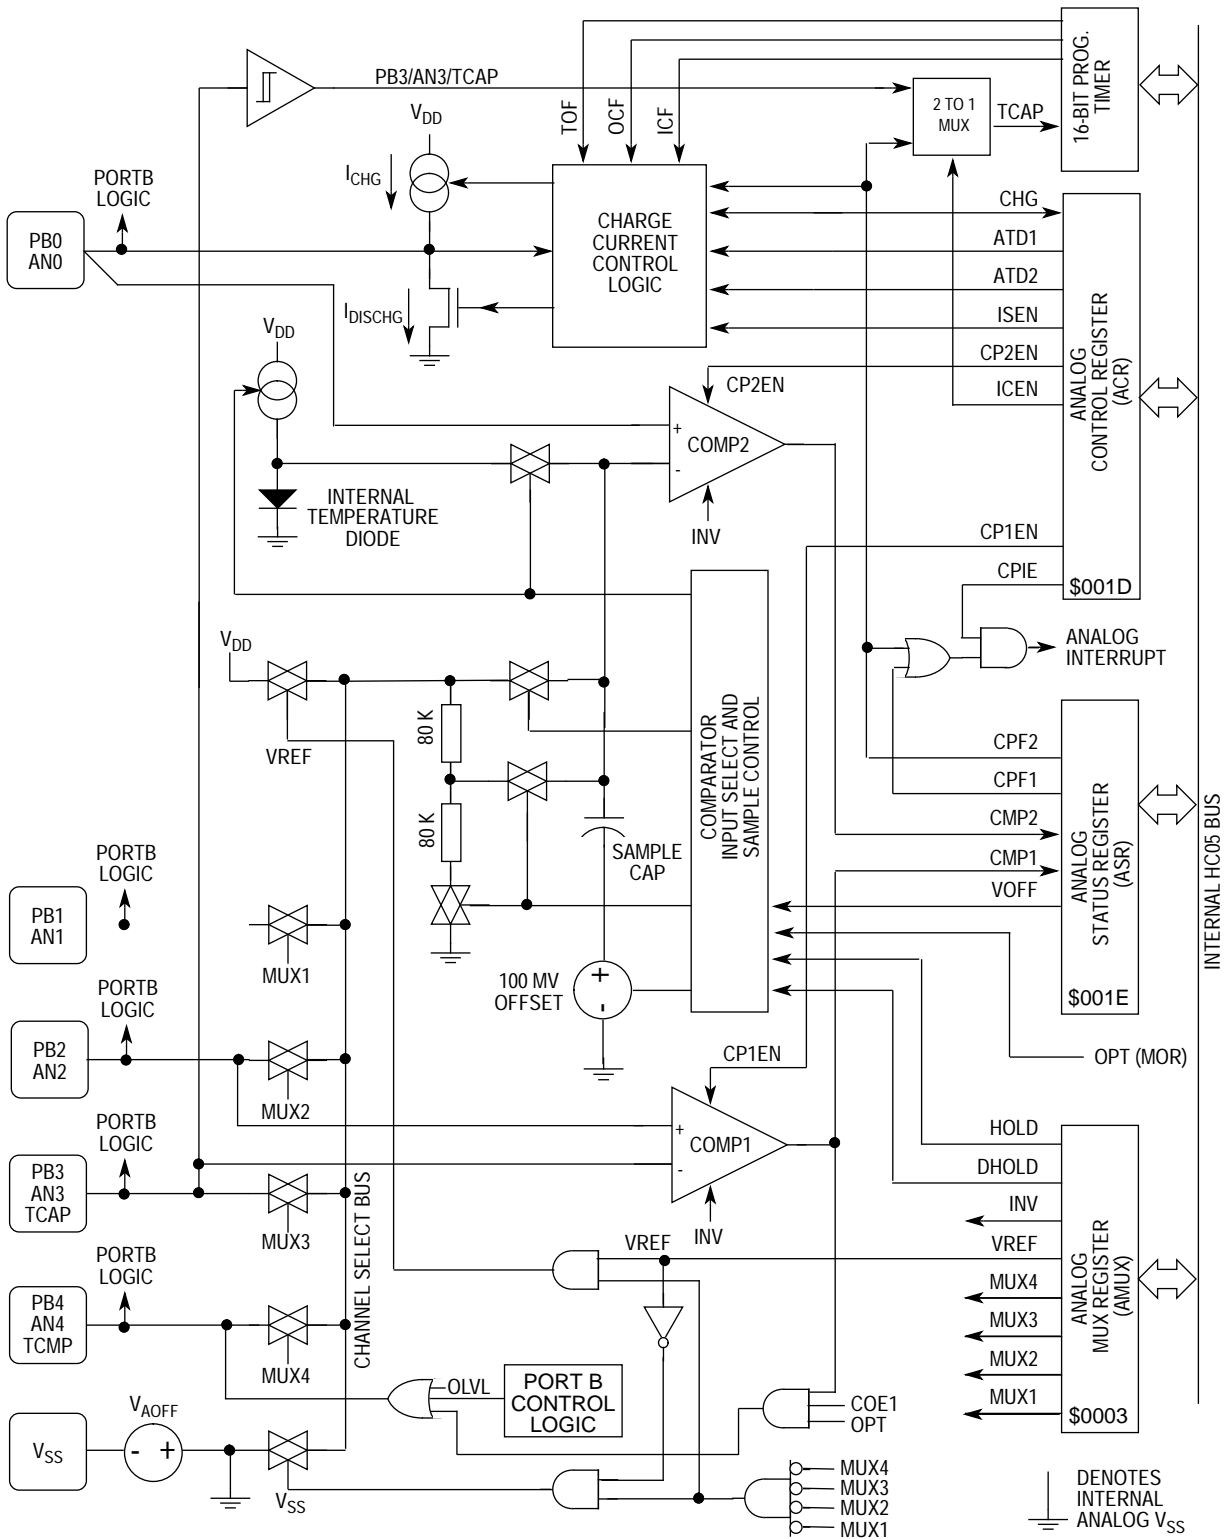 PB3/AN3/TCAP
TOF
OCF
ICF
2 TO 1
MUX
TCAP
16-BIT PROG.
TIMER
VDD
ICHG
PORTB
LOGIC
PB0
AN0
CHARGE
CURRENT
CONTROL
LOGIC
CHG
ATD1
ATD2
ISEN
CP2EN
ICEN
ANALOG
CONTROL REGISTER
(ACR)
IDISCHG
VDD
CP2EN
+
COMP2
-
INV
INTERNAL
TEMPERATURE
DIODE
CP1EN
CPIE
$001D
ANALOG
INTERRUPT
VDD
VREF
80 K
80 K
SAMPLE
CAP
COMPARATOR
INPUT SELECT AND
SAMPLE CONTROL
CPF2
CPF1
CMP2
CMP1
VOFF
ANALOG
STATUS REGISTER
(ASR)
$001E
INTERNAL HC05 BUS
PORTB
LOGIC
PB1
AN1
MUX1
100 MV
OFFSET
+
-
PORTB
LOGIC
PB2
AN2
MUX2
OPT (MOR)
CP1EN
+
COMP1
-
INV
PORTB
LOGIC
PB3
AN3
TCAP
MUX3
CHANNEL SELECT BUS
HOLD
DHOLD
INV
VREF
MUX4
MUX3
MUX2
MUX1
ANALOG
MUX REGISTER
(AMUX)
$0003
VREF
PORTB
LOGIC
PB4
AN4
TCMP
MUX4
OLVL
PORT B
CONTROL
LOGIC
COE1
OPT
VAOFF
VSS
- +
VSS
MUX4
MUX3
MUX2
MUX1
DENOTES
INTERNAL
ANALOG VSS